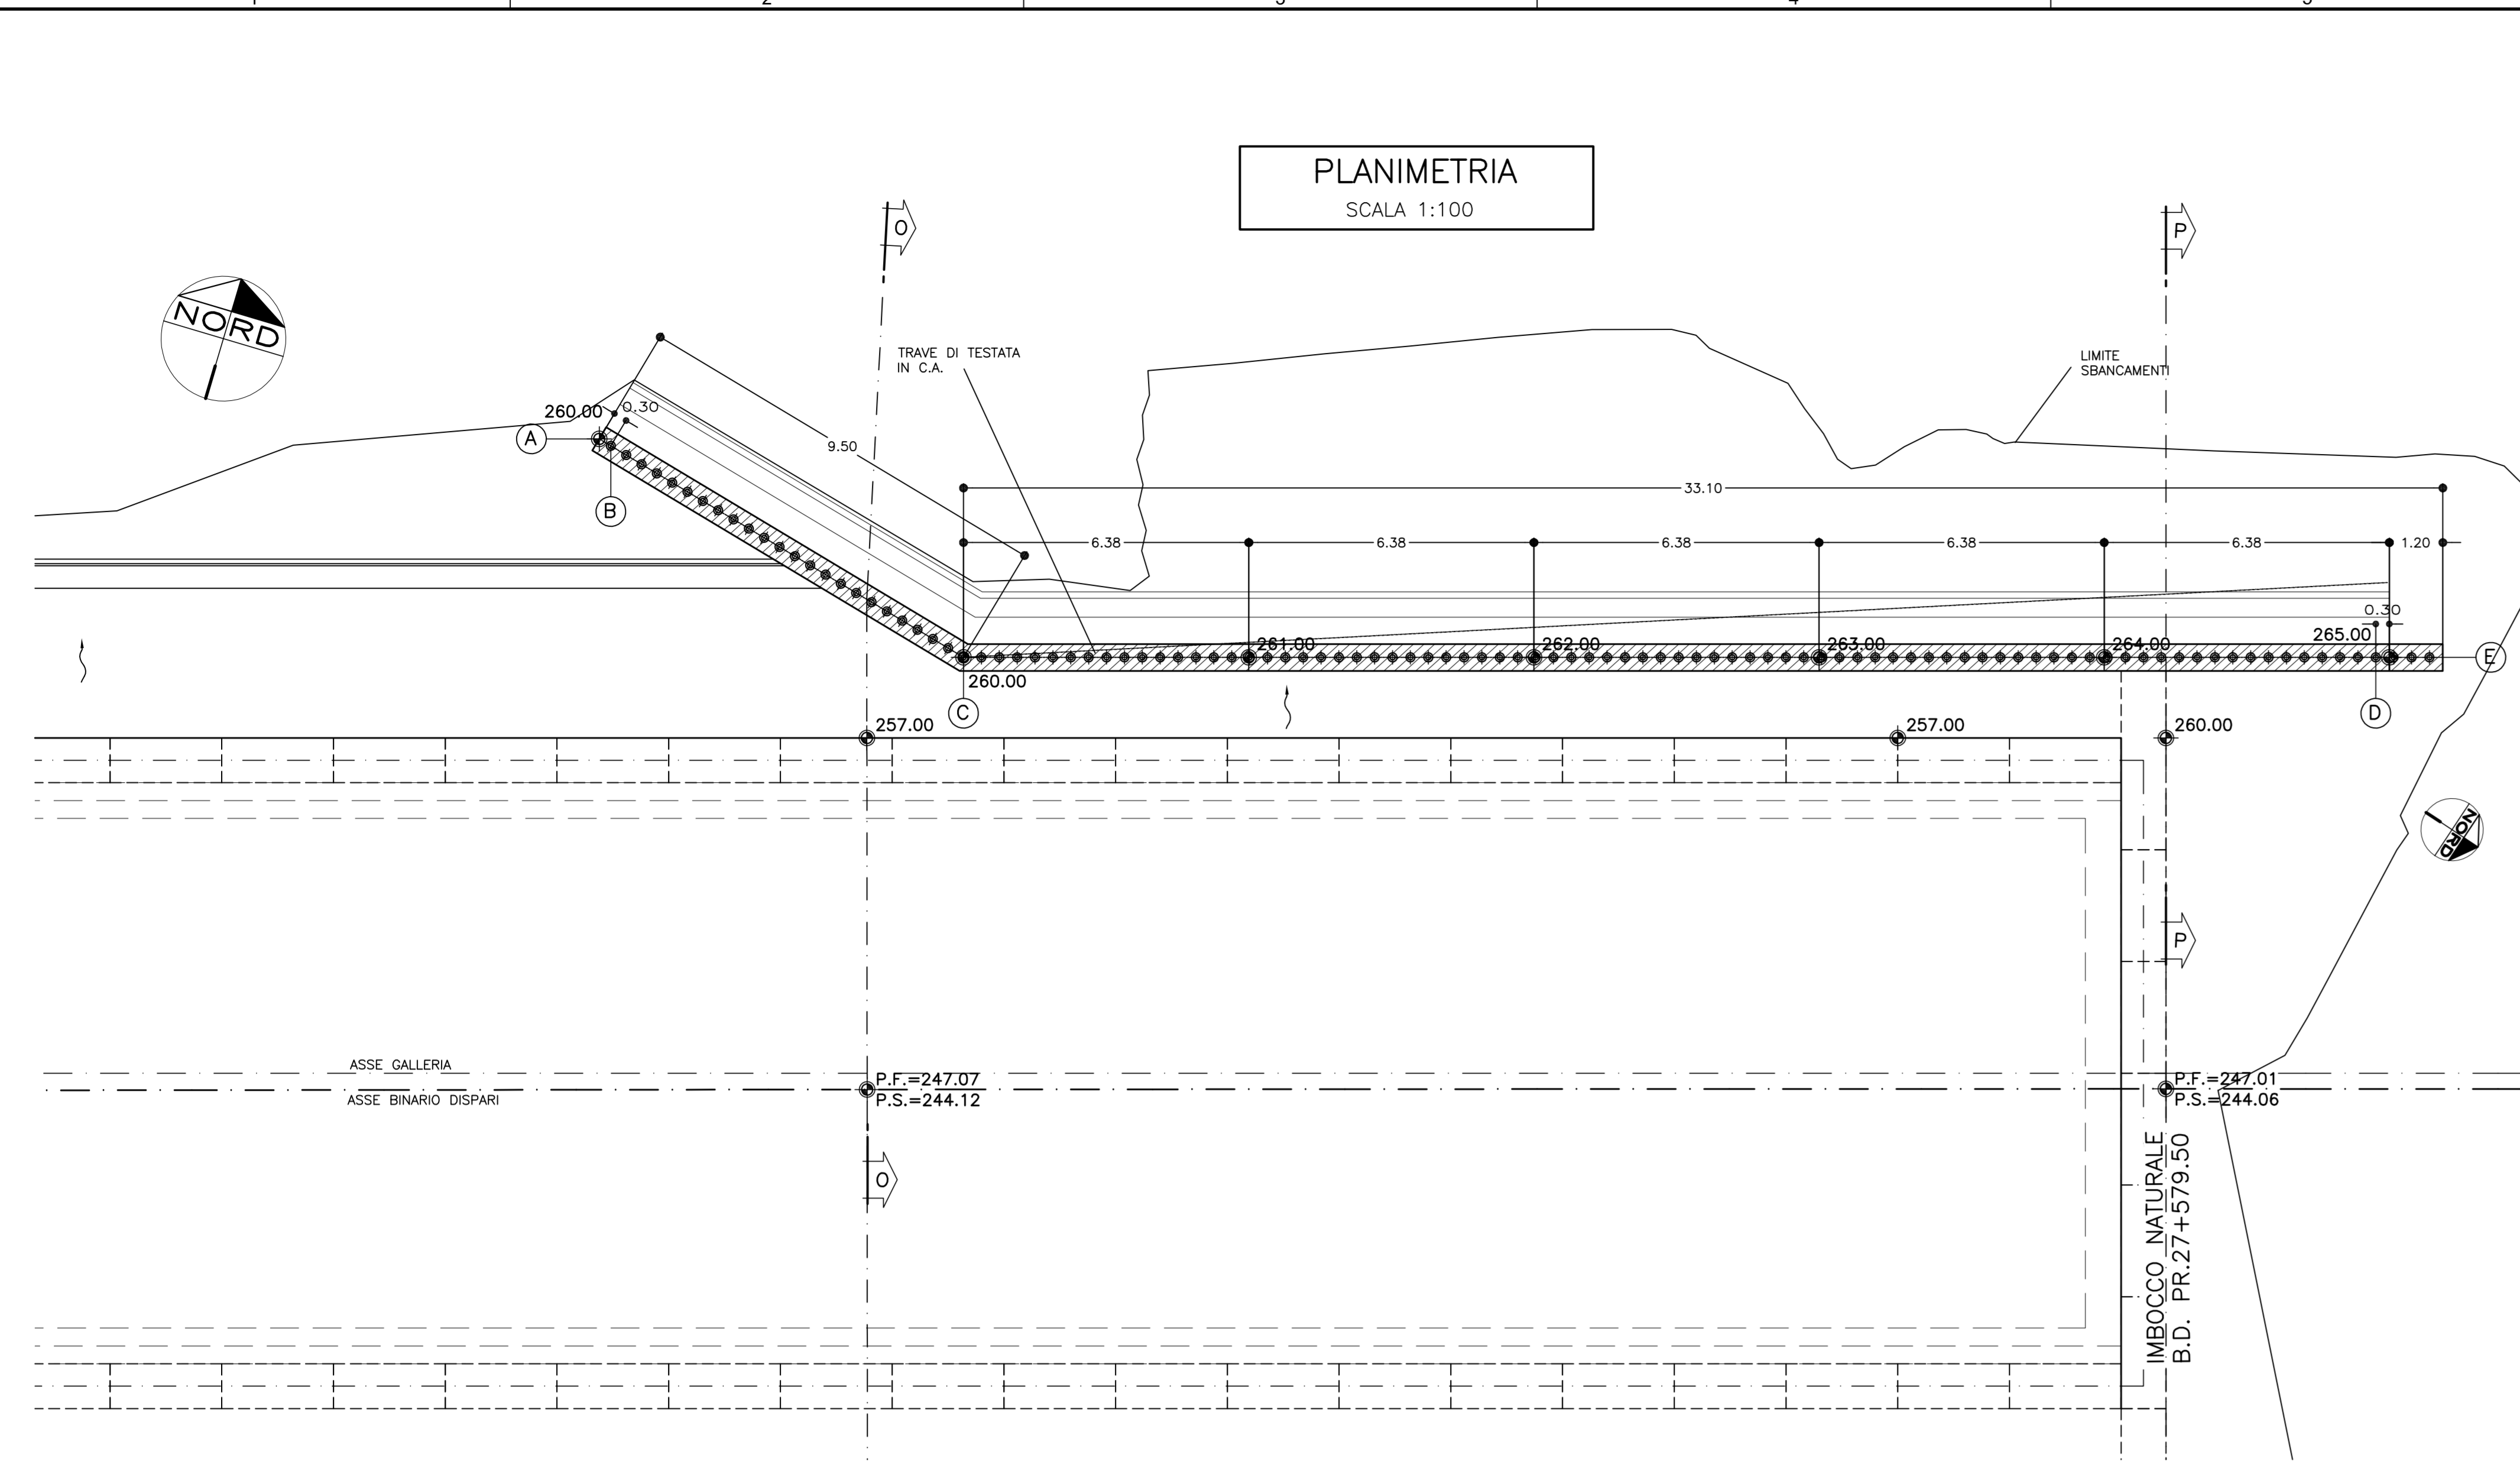 PLANIMETRIA
SCALA 1:100
O
P
NORD
TRAVE DI TESTATA
IN C.A.
LIMITE
SBANCAMENTI
260.00
0.30
A
9.50
B
33.10
6.38
6.38
6.38
6.38
6.38
1.20
0.30
261.00
262.00
263.00
264.00
265.00
E
260.00
C
D
257.00
257.00
260.00
NORD
P
ASSE GALLERIA
ASSE BINARIO DISPARI
P.F.=247.07
P.S.=244.12
P.F.=247.01
P.S.=244.06
O
IMBOCCO NATURALE
B.D. PR.27+579.50